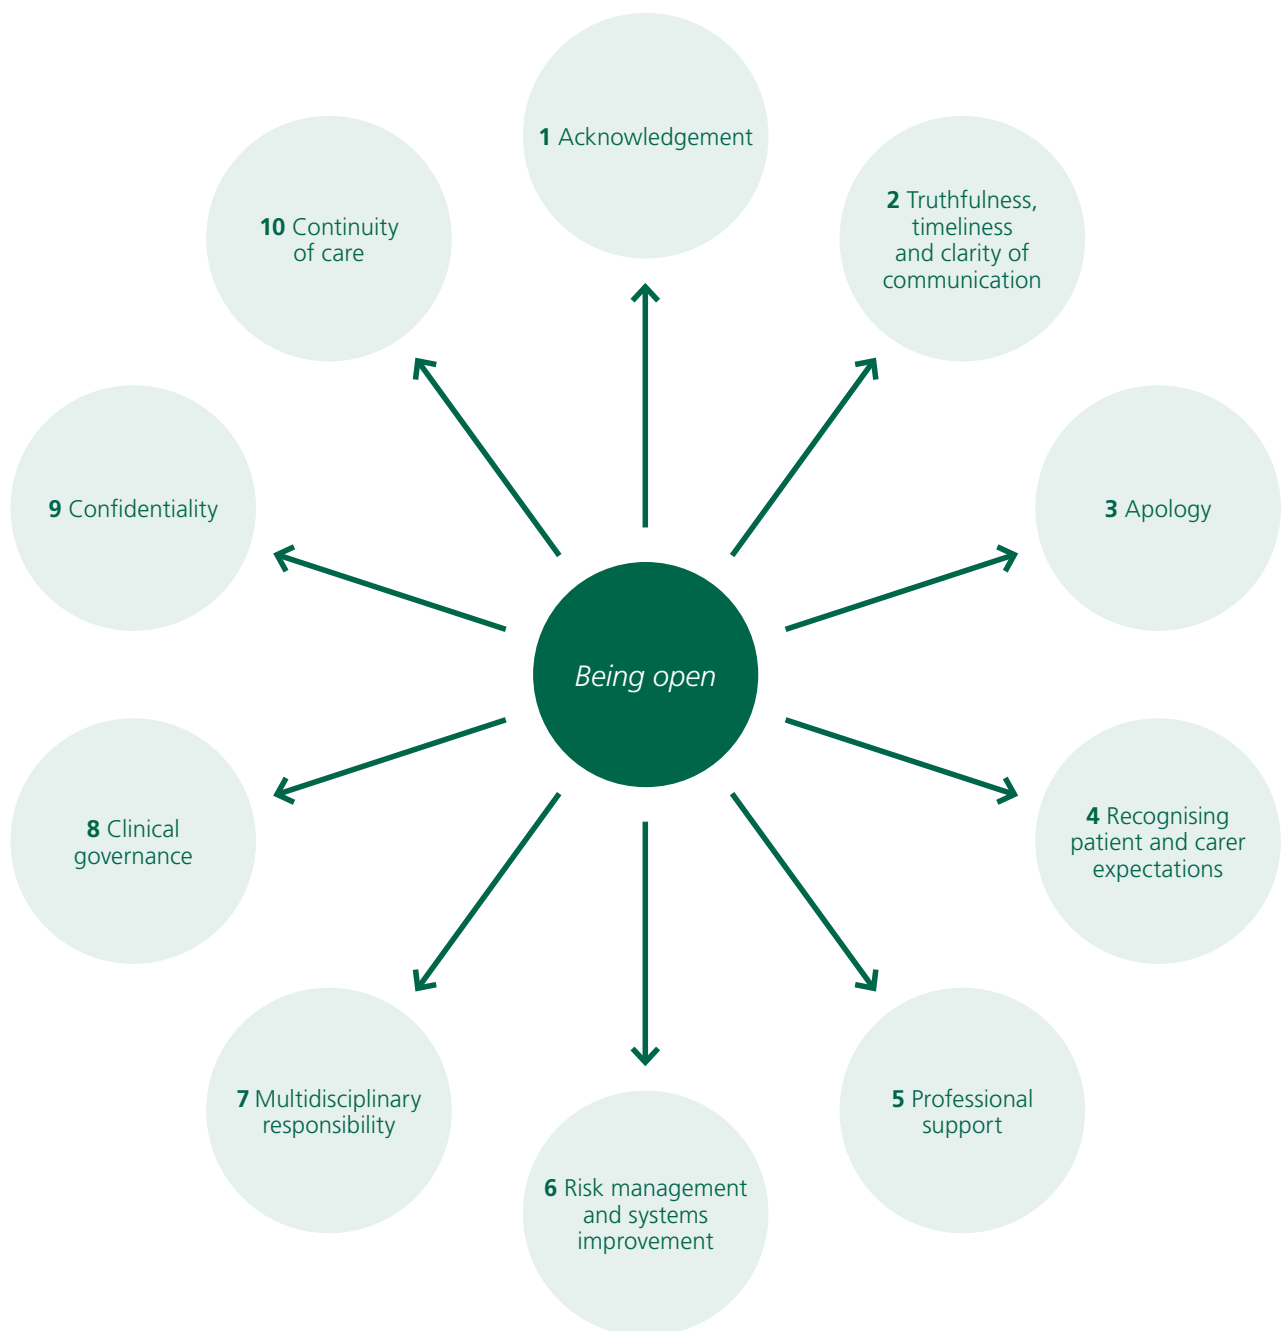 1 Acknowledgement
2 Truthfulness,
timeliness
and clarity of
communication
3 Apology
4 Recognising
patient and carer
expectations
5 Professional
support
6 Risk management
and systems
improvement
7 Multidisciplinary
responsibility
8 Clinical
governance
9 Confidentiality
10 Continuity
of care
Being open